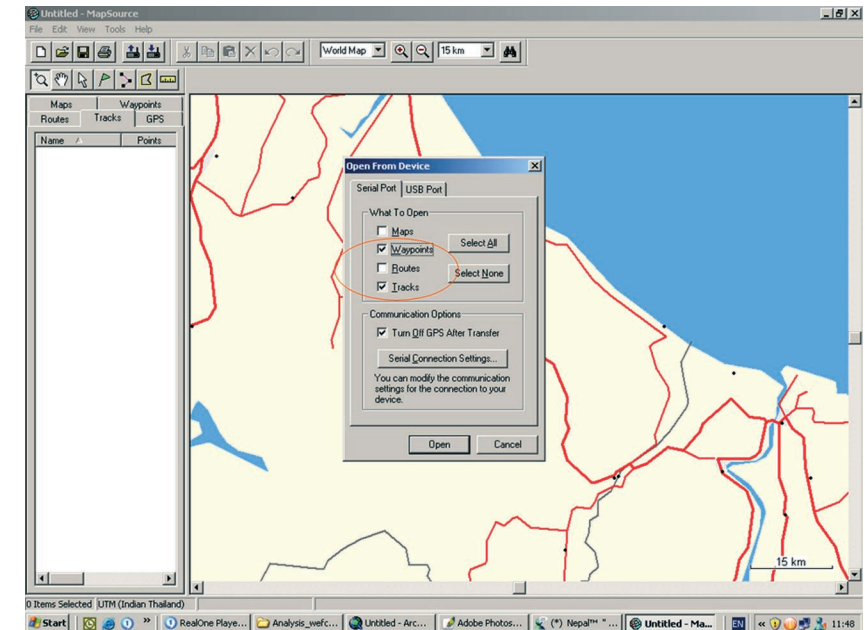 Untitled - MapSource
File Edit View Tools Help
World Map
15 km
Maps Waypoints
Routes Tracks GPS
Name Points
Open From Device
Serial Port USB Port
What To Open
Maps
Waypoints
Routes
Tracks
Select All
Select None
Communication Options
Turn Off GPS After Transfer
Serial Connection Settings...
You can modify the communication
settings for the connection to your
device.
Open Cancel
15 km
0 Items Selected UTM (Indian Thailand)
Start » RealOne Playe... Analysis_wefc... Untitled - Arc... Adobe Photos... (*) Nepal™ "... Untitled - Ma... EN « 11:48